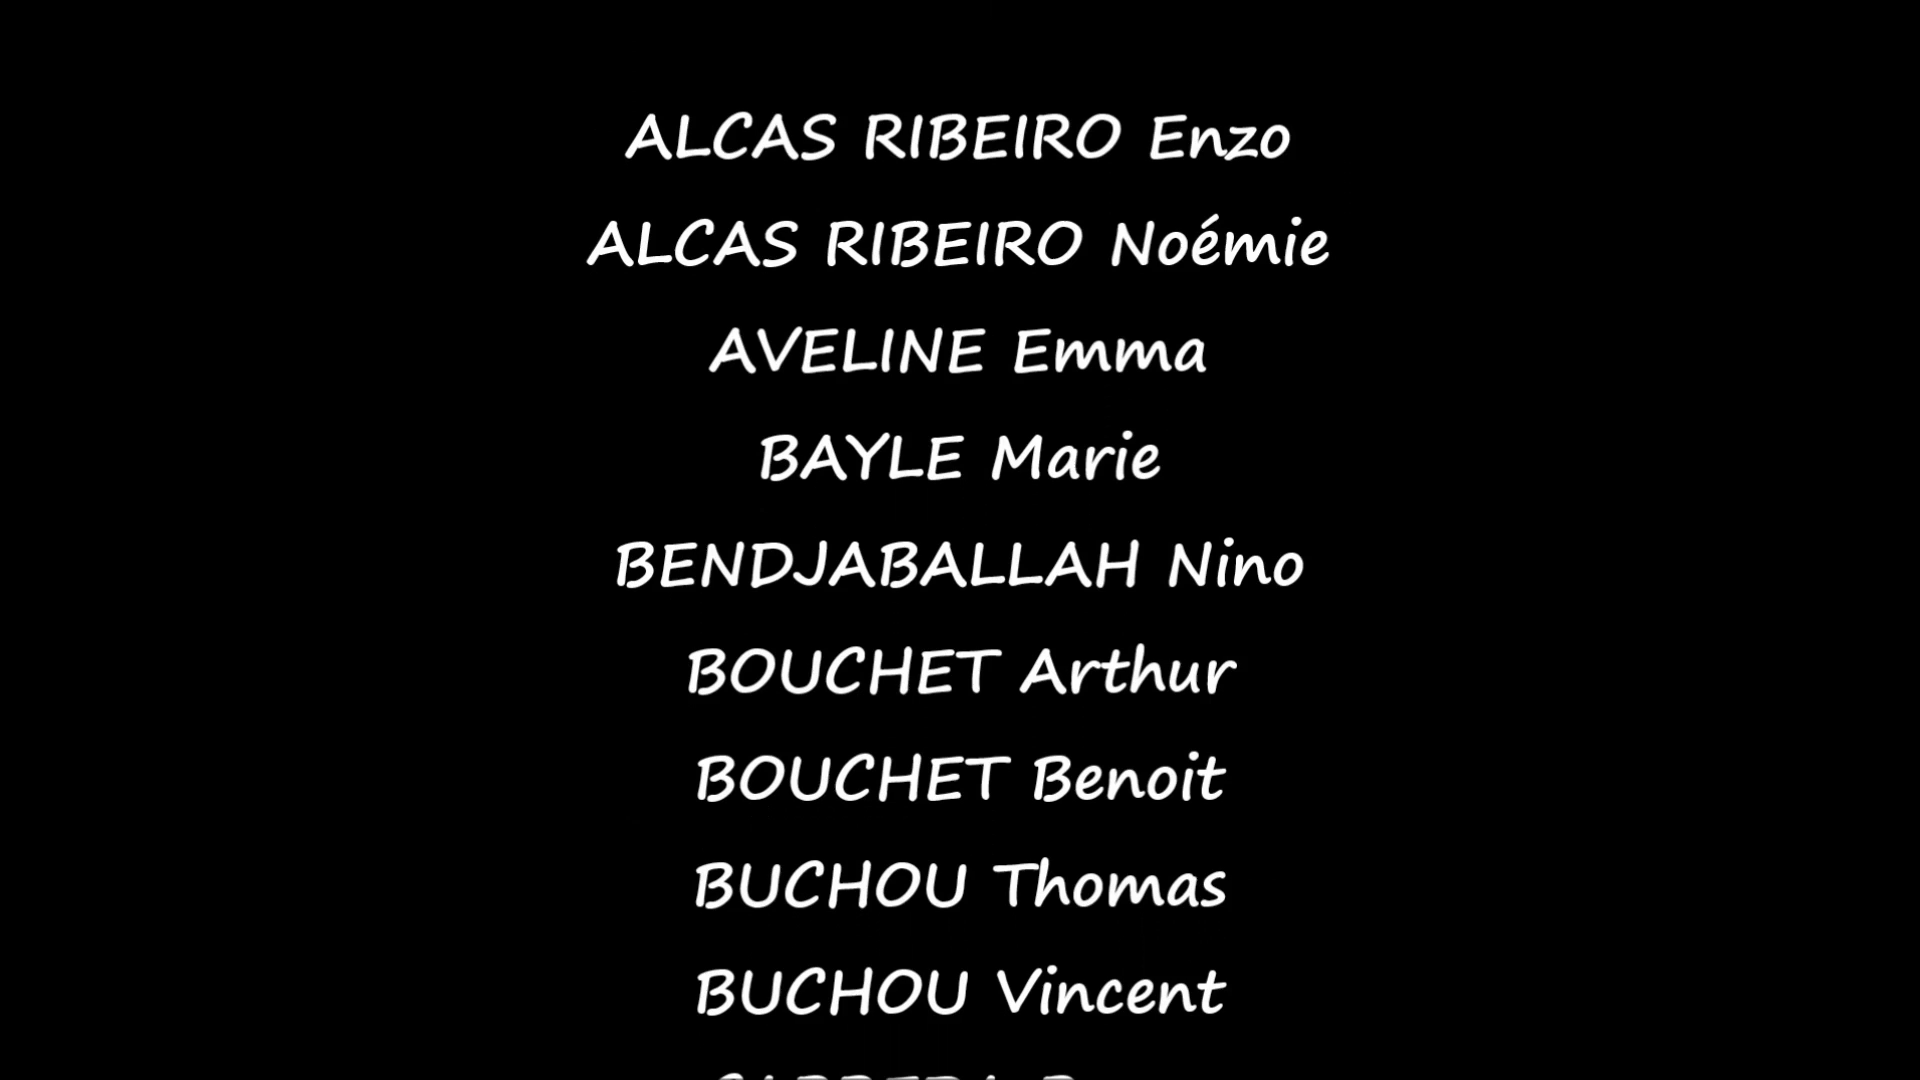 ALCAS RIBEIRO Enzo
ALCAS RIBEIRO Noémie
AVELINE Emma
BAYLE Marie
BENDJABALLAH Nino
BOUCHET Arthur
BOUCHET Benoit
BUCHOU Thomas
BUCHOU Vincent